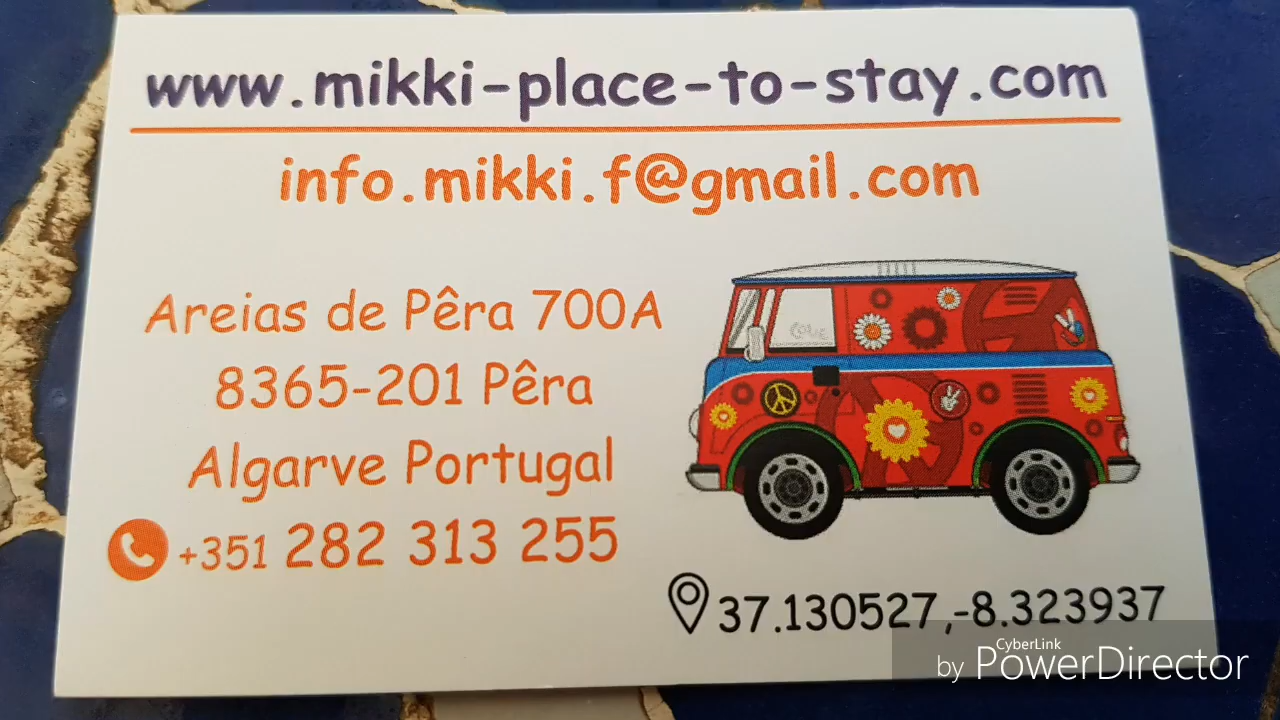 www.mikki-place-to-stay.com
info.mikki.f@gmail.com
Areias de Pêra 700A
8365-201 Pêra
Algarve Portugal
+351 282 313 255
37.130527,-8.323937
CyberLink
by PowerDirector